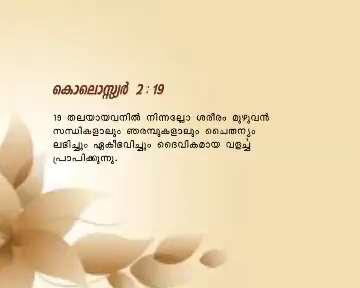 കൊലൊസ്സ്യർ 2:19
19 തലയായവനിൽ നിന്നല്ലോ ശരീരം മുഴുവൻ
സന്ധികളാലും ഞരമ്പുകളാലും ചൈതന്യം
ലഭിച്ചും ഏകീഭവിച്ചും ദൈവികമായ വളർച്ച
പ്രാപിക്കുന്നു.